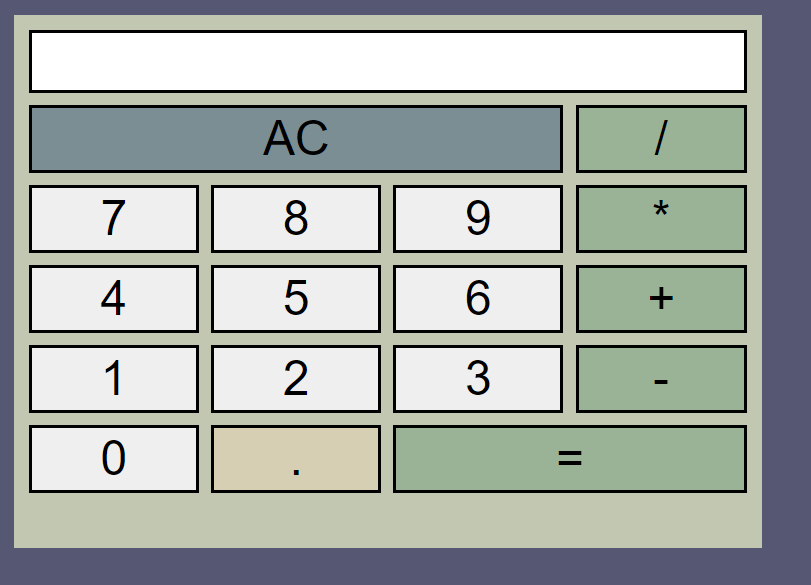 AC /
7 8 9 *
4 5 6 +
1 2 3 -
0 . =